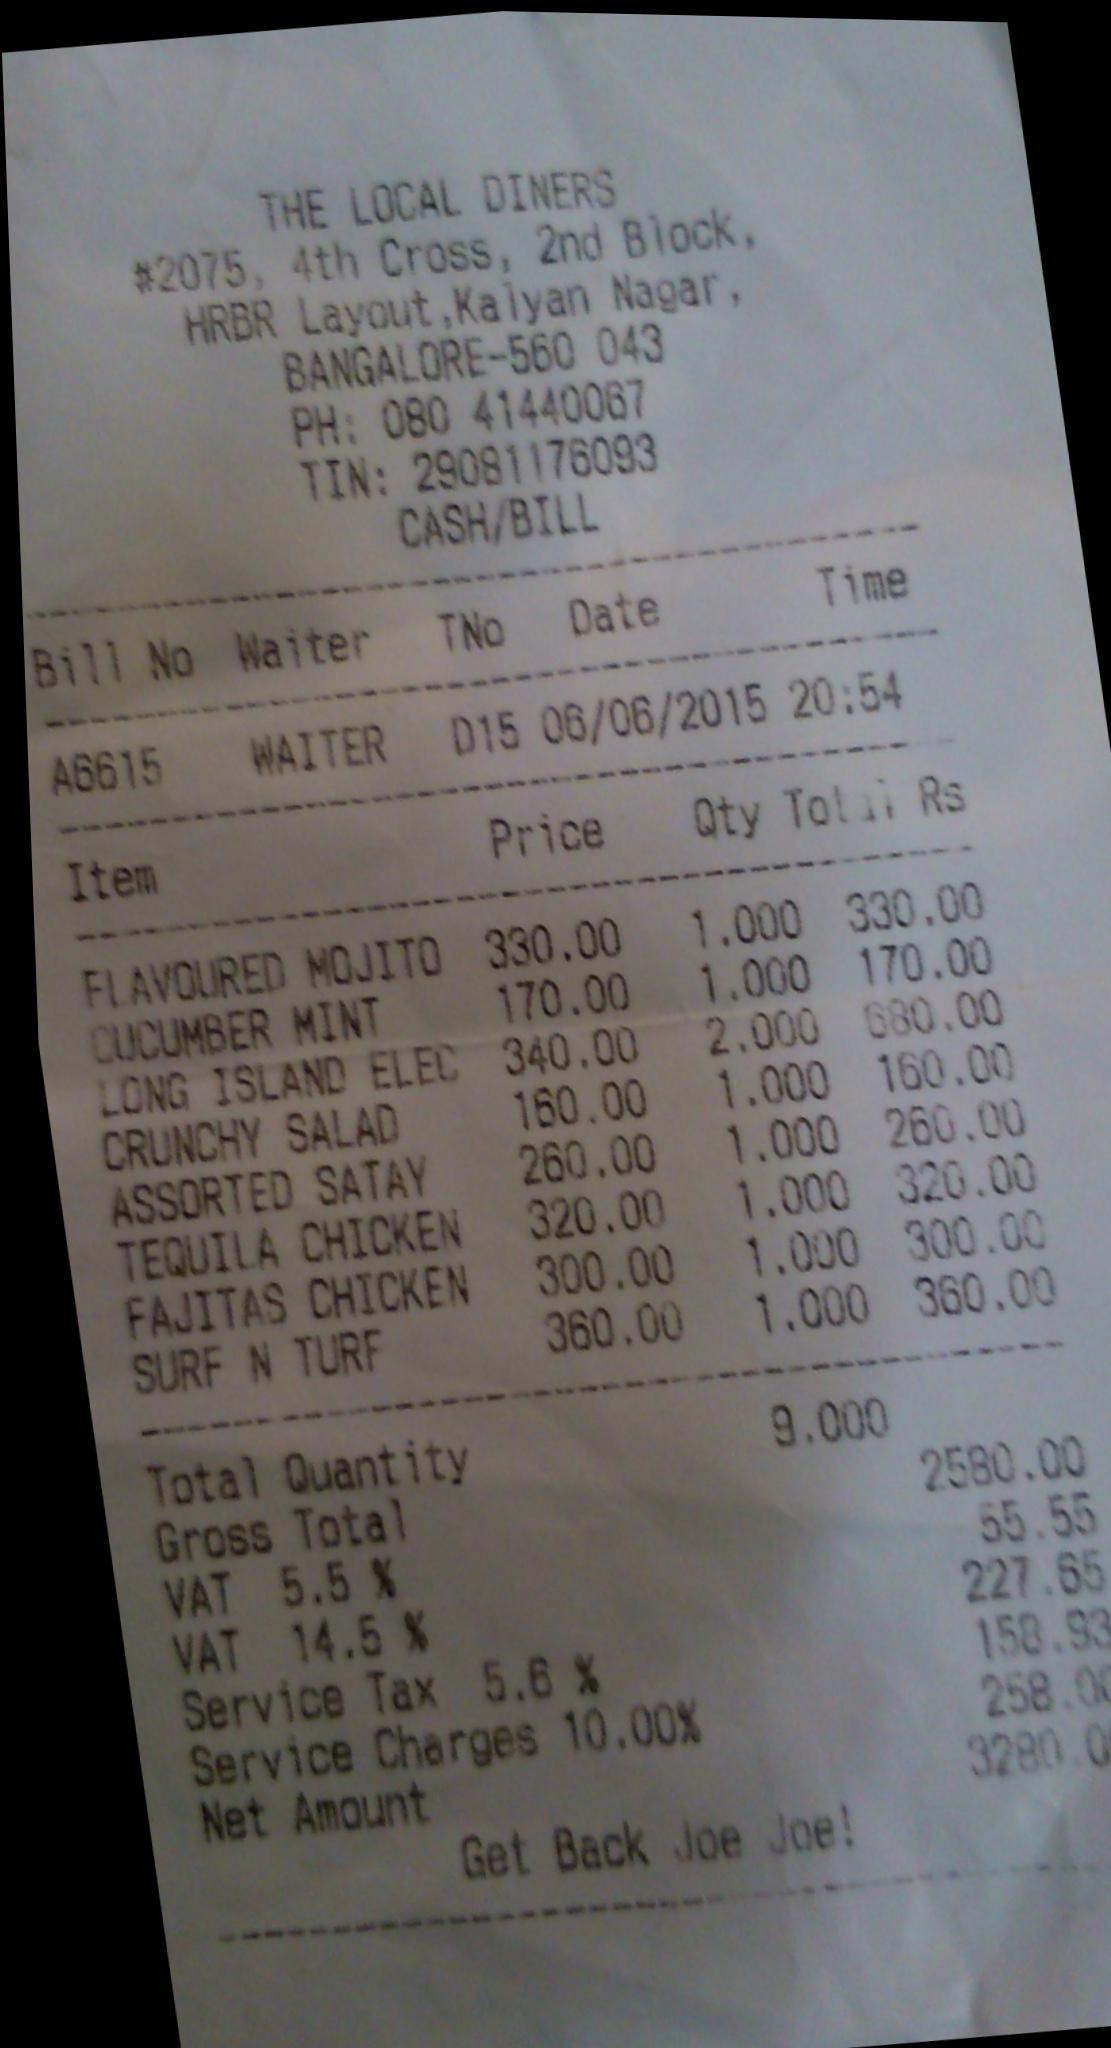 THE LOCAL DINERS
#2075, 4th Cross, 2nd Block,
HRBR Layout,Kalyan Nagar,
BANGALORE-560 043
PH: 080 41440067
TIN: 29081176093
CASH/BILL
Bill No Waiter TNo Date Time
A6615 WAITER D15 06/06/2015 20:54
Item Price Qty Total Rs
FLAVOURED MOJITO 330.00 1.000 330.00
CUCUMBER MINT 170.00 1.000 170.00
LONG ISLAND ELEC 340.00 2.000 680.00
CRUNCHY SALAD 160.00 1.000 160.00
ASSORTED SATAY 260.00 1.000 260.00
TEQUILA CHICKEN 320.00 1.000 320.00
FAJITAS CHICKEN 300.00 1.000 300.00
SURF N TURF 360.00 1.000 360.00
Total Quantity 9.000
Gross Total 2580.00
VAT 5.5 % 55.55
VAT 14.5 % 227.65
Service Tax 5.6 % 158.93
Service Charges 10.00% 258.00
Net Amount 3280.0
Get Back Joe Joe!